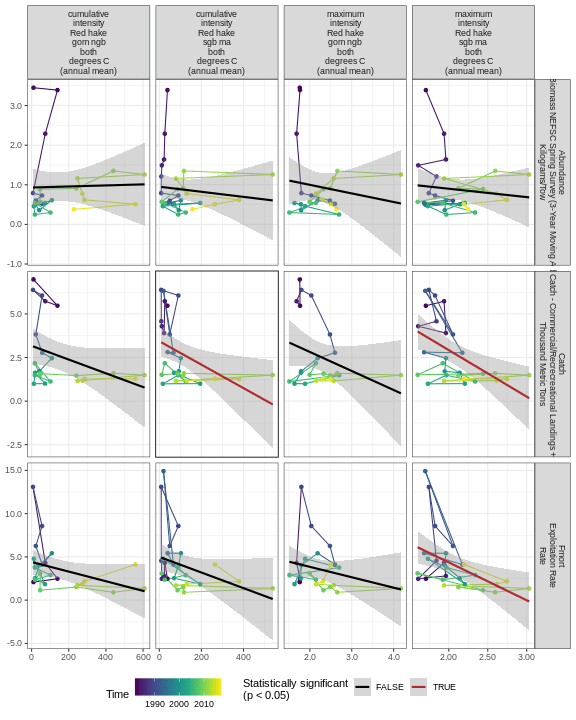 cumulative
intensity
Red hake
gom ngb
both
degrees C
(annual mean)
cumulative
intensity
Red hake
sgb ma
both
degrees C
(annual mean)
maximum
intensity
Red hake
gom ngb
both
degrees C
(annual mean)
maximum
intensity
Red hake
sgb ma
both
degrees C
(annual mean)
3.0
2.0
1.0
0.0
-1.0
Abundance
Biomass NEFSC Spring Survey (3-Year Moving A
Kilograms/Tow
5.0
2.5
0.0
-2.5
Catch
Catch - Commercial/Recreational Landings +
Thousand Metric Tons
15.0
10.0
5.0
0.0
-5.0
Fmort
Exploitation Rate
Rate
0 200 400 600
0 200 400
2.0 3.0 4.0
2.00 2.50 3.00
Time
1990 2000 2010
Statistically significant
(p < 0.05)
FALSE
TRUE